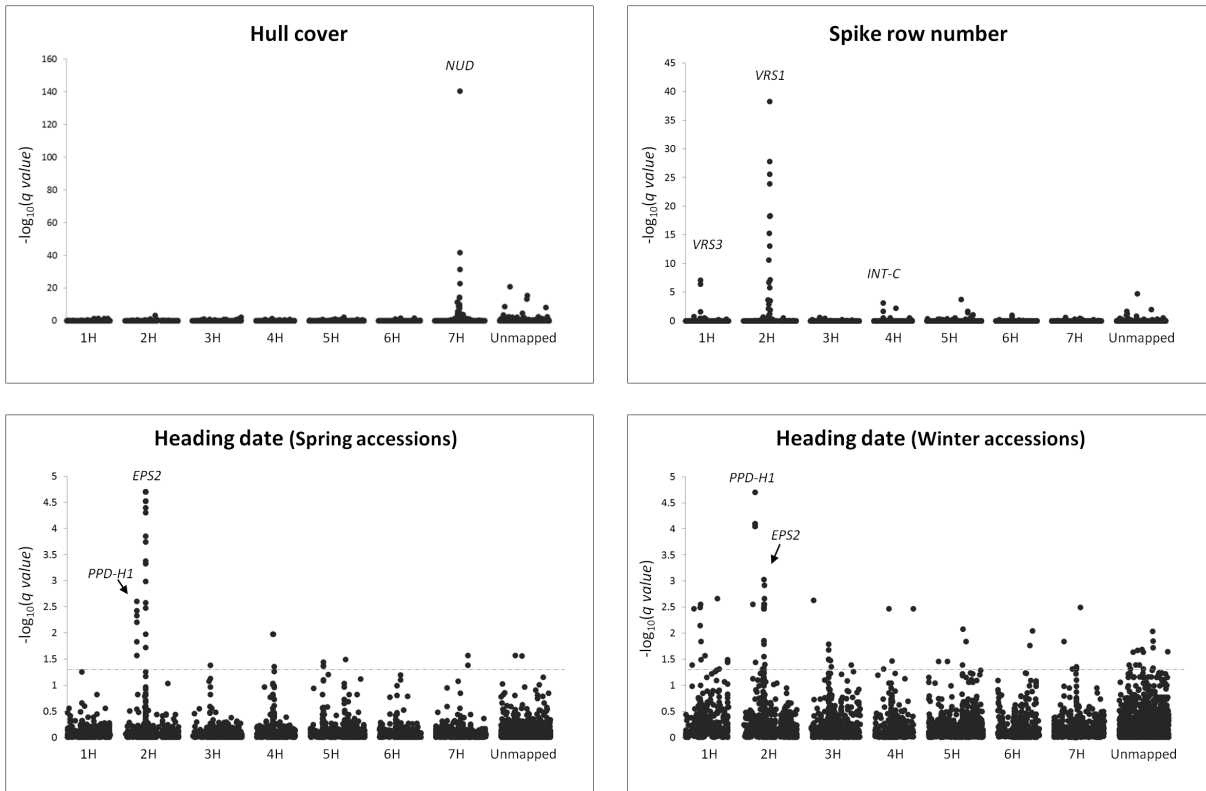 Hull cover
160
140
120
100
80
60
40
20
0
-log10(q value)
NUD
1H 2H 3H 4H 5H 6H 7H Unmapped
Spike row number
45
40
35
30
25
20
15
10
5
0
-log10(q value)
VRS1
VRS3
INT-C
1H 2H 3H 4H 5H 6H 7H Unmapped
Heading date (Spring accessions)
5
4.5
4
3.5
3
2.5
2
1.5
1
0.5
0
-log10(q value)
EPS2
PPD-H1
1H 2H 3H 4H 5H 6H 7H Unmapped
Heading date (Winter accessions)
5
4.5
4
3.5
3
2.5
2
1.5
1
0.5
0
-log10(q value)
PPD-H1
EPS2
1H 2H 3H 4H 5H 6H 7H Unmapped